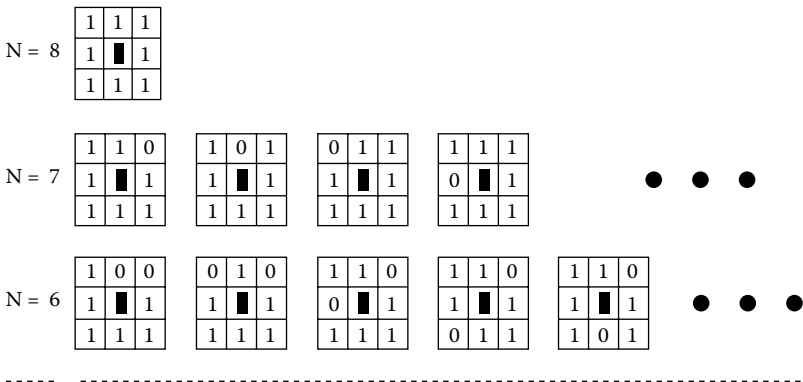 1 1 1
N = 8 1 1
1 1 1
1 1 0 1 0 1 0 1 1 1 1 1
N = 7 1 1 1 1 1 1 0 1
1 1 1 1 1 1 1 1 1 1 1 1
1 0 0 0 1 0 1 1 0 1 1 0 1 1 0
N = 6 1 1 1 1 0 1 1 1 1 1
1 1 1 1 1 1 1 1 1 0 1 1 1 0 1